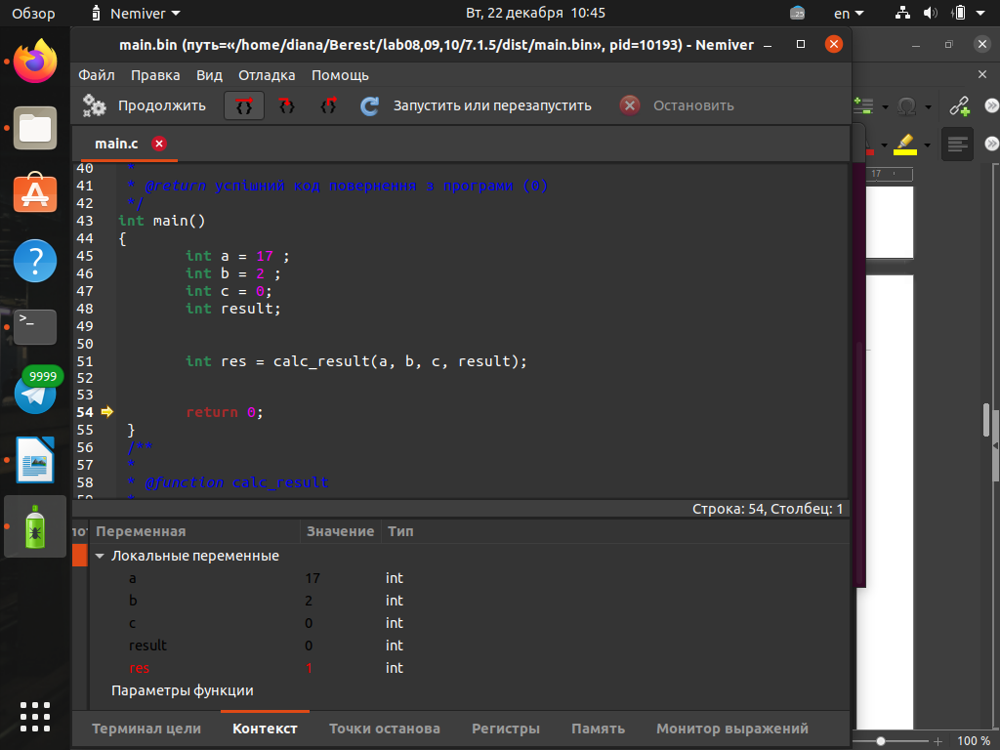 Обзор
Nemiver
Вт, 22 декабря 10:45
.25
en
main.bin (путь=«/home/diana/Berest/lab08,09,10/7.1.5/dist/main.bin», pid=10193) - Nemiver
Файл Правка Вид Отладка Помощь
Продолжить
Запустить или перезапустить
Остановить
main.c
40 *
41 * @return успішний код повернення з програми (0)
42 */
43 int main()
44 {
45 int a = 17 ;
46 int b = 2 ;
47 int c = 0;
48 int result;
49
50
51 int res = calc_result(a, b, c, result);
52
53
54 return 0;
55 }
56 /**
57 *
58 * @function calc_result
59 *
Строка: 54, Столбец: 1
Переменная Значение Тип
Локальные переменные
a 17 int
b 2 int
c 0 int
result 0 int
res 1 int
Параметры функции
Терминал цели Контекст Точки останова Регистры Память Монитор выражений
9999
17
100 %